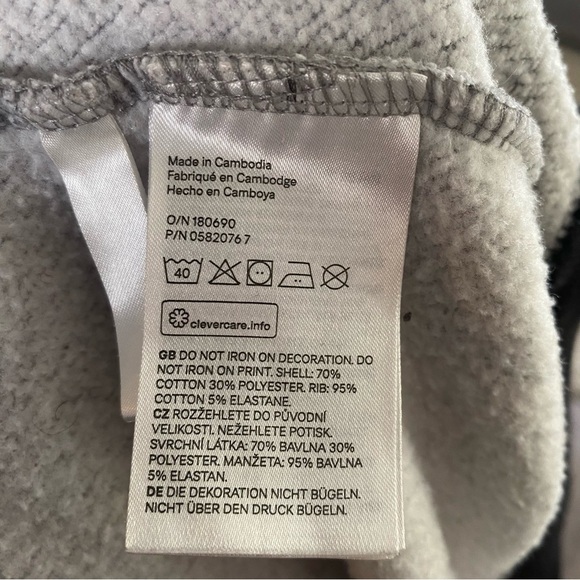 Made in Cambodia
Fabriqué en Cambodge
Hecho en Camboya
O/N 180690
P/N 0582076 7
40
clevercare.info
GB DO NOT IRON ON DECORATION. DO
NOT IRON ON PRINT. SHELL: 70%
COTTON 30% POLYESTER. RIB: 95%
COTTON 5% ELASTANE.
CZ ROZŽEHLETE DO PŮVODNÍ
VELIKOSTI. NEŽEHLETE POTISK.
SVRCHNÍ LÁTKA: 70% BAVLNA 30%
POLYESTER. MANŽETA: 95% BAVLNA
5% ELASTAN.
DE DIE DEKORATION NICHT BÜGELN.
NICHT ÜBER DEN DRUCK BÜGELN.